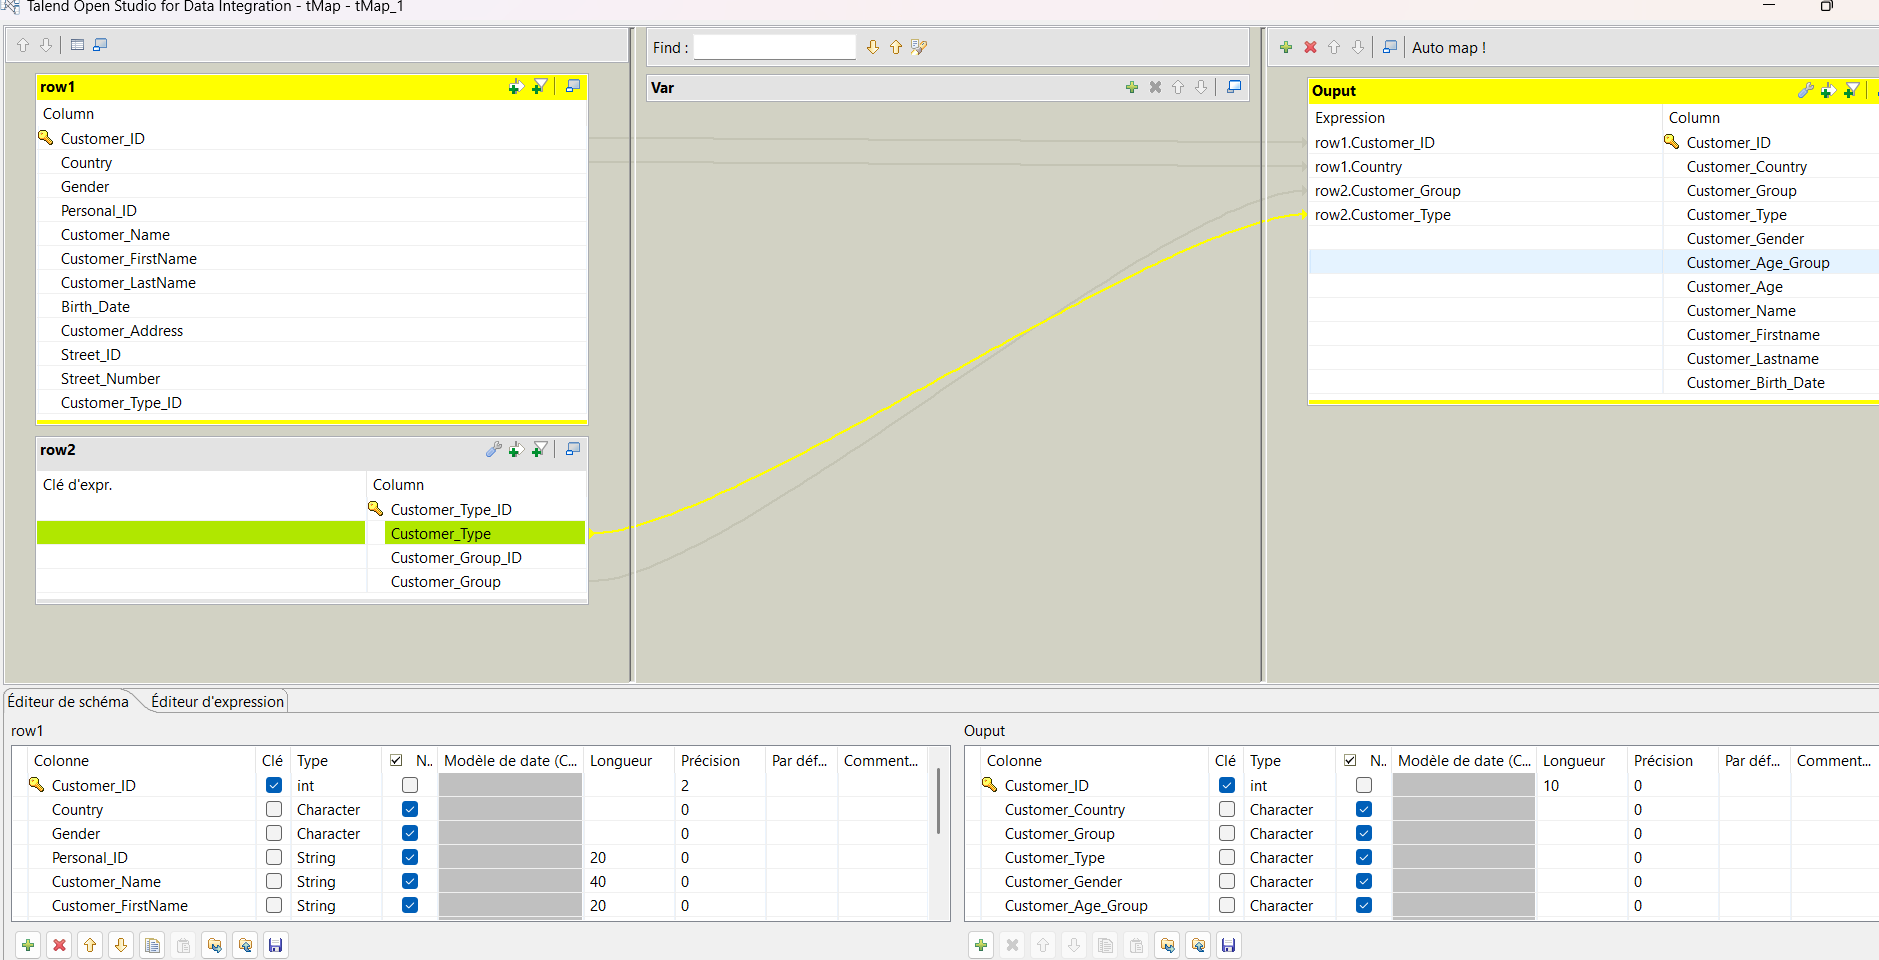 Talend Open Studio for Data Integration - tMap - tMap_1
Find :
Auto map !
row1
Column
Customer_ID
Country
Gender
Personal_ID
Customer_Name
Customer_FirstName
Customer_LastName
Birth_Date
Customer_Address
Street_ID
Street_Number
Customer_Type_ID
row2
Clé d'expr. Column
Customer_Type_ID
Customer_Type
Customer_Group_ID
Customer_Group
Var
Ouput
Expression Column
row1.Customer_ID Customer_ID
row1.Country Customer_Country
row2.Customer_Group Customer_Group
row2.Customer_Type Customer_Type
Customer_Gender
Customer_Age_Group
Customer_Age
Customer_Name
Customer_Firstname
Customer_Lastname
Customer_Birth_Date
Éditeur de schéma Éditeur d'expression
row1
Colonne Clé Type N.. Modèle de date (C... Longueur Précision Par déf... Comment...
Customer_ID int 2
Country Character 0
Gender Character 0
Personal_ID String 20 0
Customer_Name String 40 0
Customer_FirstName String 20 0
Ouput
Colonne Clé Type N.. Modèle de date (C... Longueur Précision Par déf... Comment...
Customer_ID int 10 0
Customer_Country Character 0
Customer_Group Character 0
Customer_Type Character 0
Customer_Gender Character 0
Customer_Age_Group Character 0